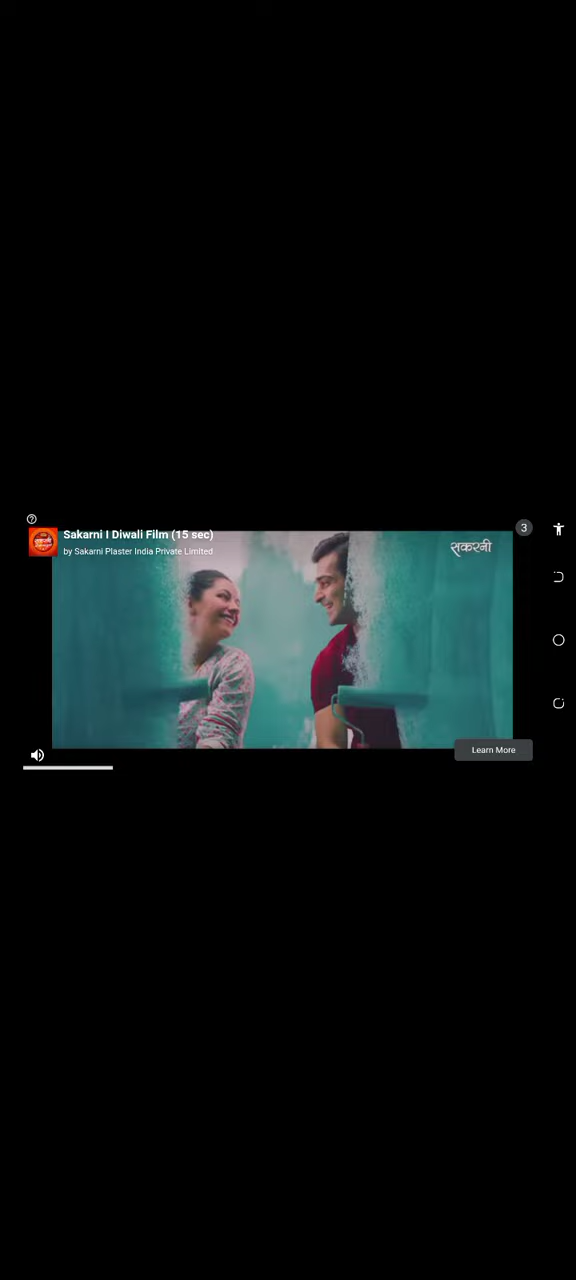 Sakarni I Diwali Film (15 sec)
by Sakarni Plaster India Private Limited
3
सकरनी
Learn More